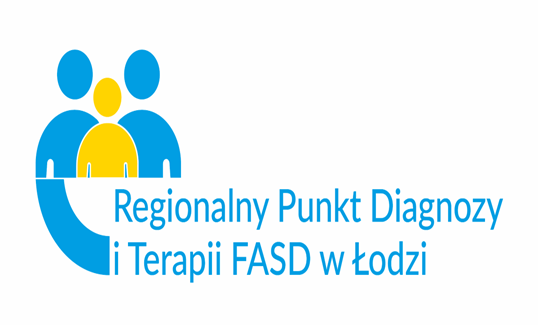 Regionalny Punkt Diagnozy
i Terapii FASD w Łodzi